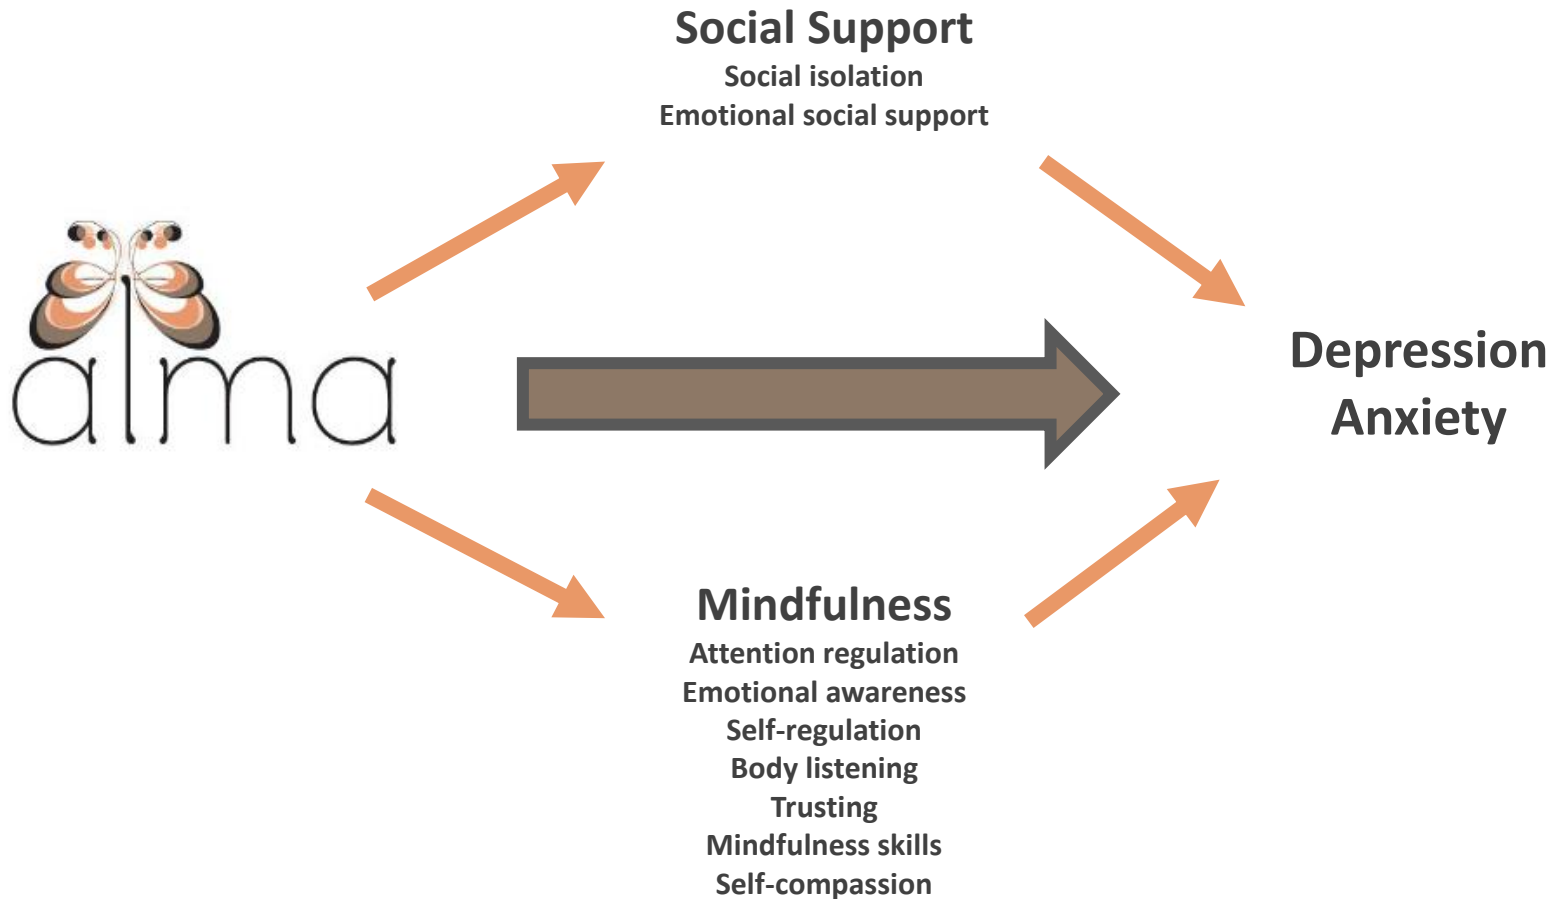 Social Support
Social isolation
Emotional social support
alma
Depression
Anxiety
Mindfulness
Attention regulation
Emotional awareness
Self-regulation
Body listening
Trusting
Mindfulness skills
Self-compassion